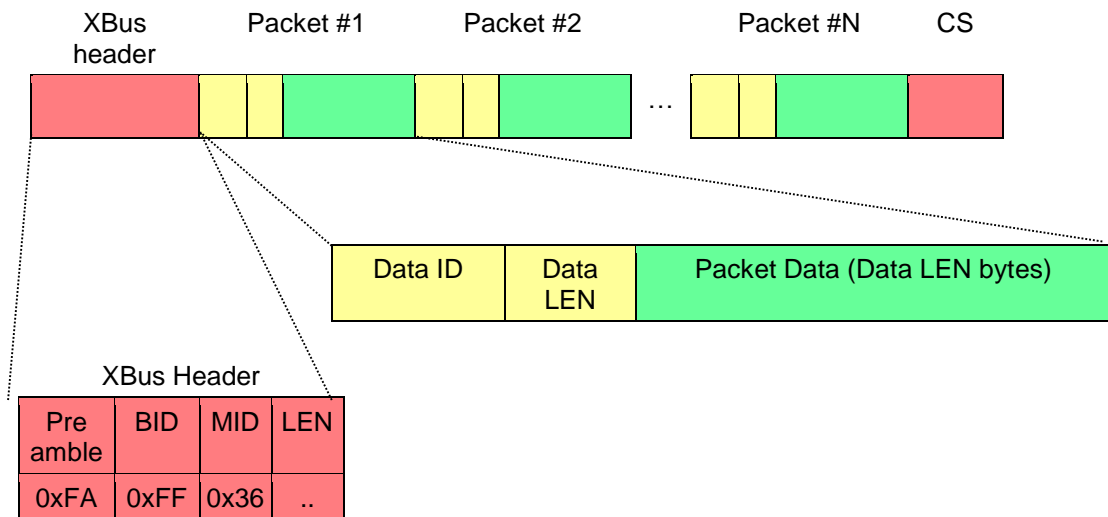 XBus header Packet #1 Packet #2 Packet #N CS
…
Data ID Data LEN Packet Data (Data LEN bytes)
XBus Header
Pre amble BID MID LEN
0xFA 0xFF 0x36 ..